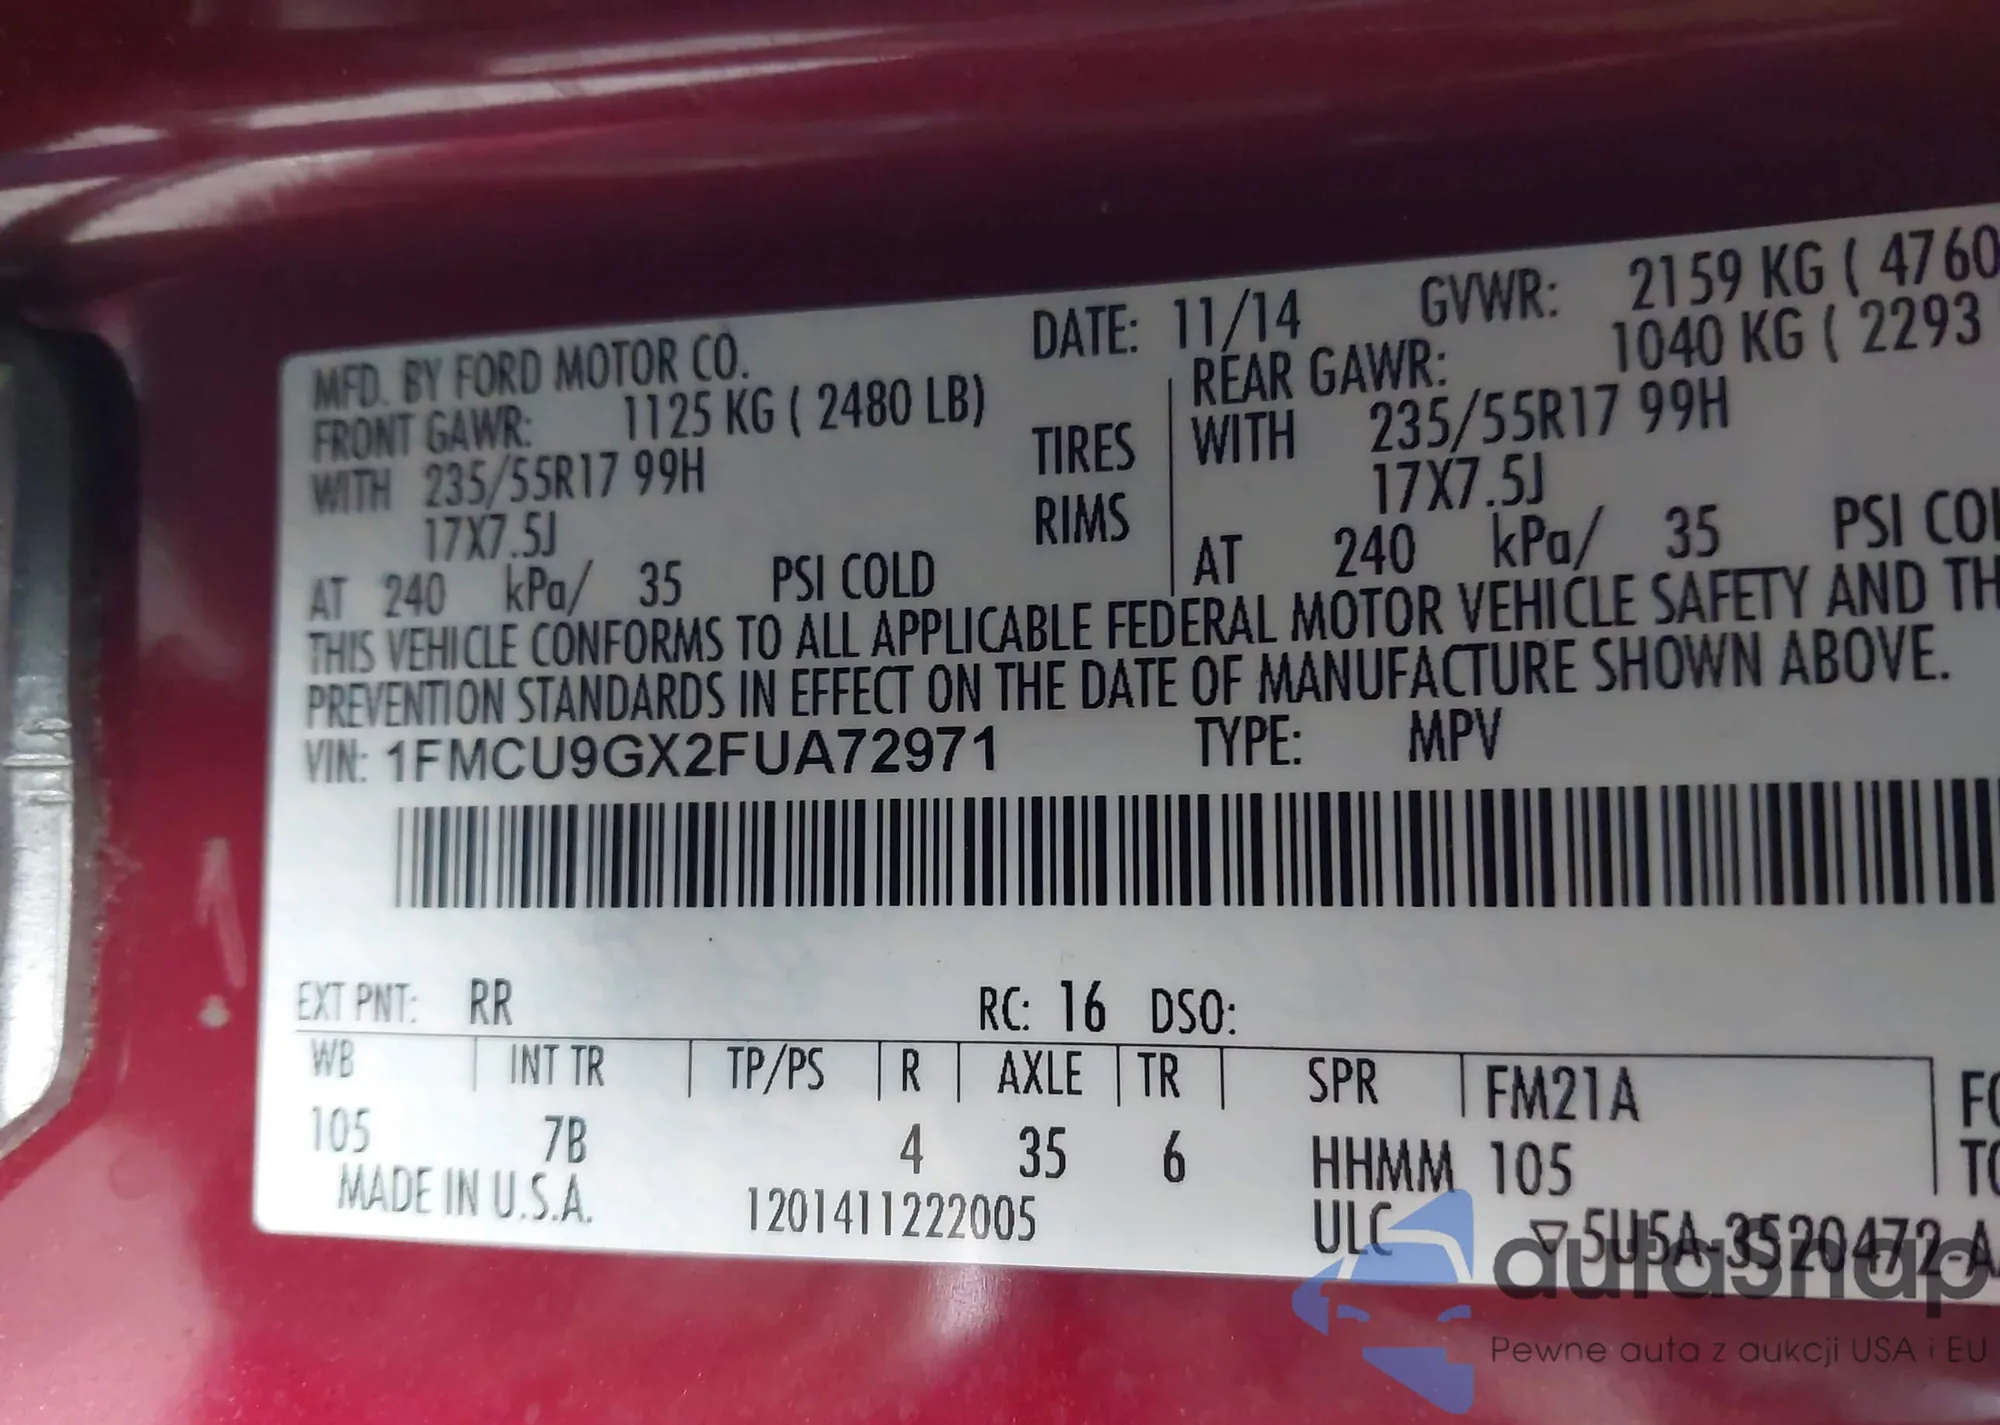 MFD. BY FORD MOTOR CO. DATE: 11/14 GVWR: 2159 KG ( 4760
FRONT GAWR: 1125 KG ( 2480 LB) REAR GAWR: 1040 KG ( 2293
WITH 235/55R17 99H TIRES WITH 235/55R17 99H
17X7.5J RIMS 17X7.5J
AT 240 kPa/ 35 PSI COLD AT 240 kPa/ 35 PSI
THIS VEHICLE CONFORMS TO ALL APPLICABLE FEDERAL MOTOR VEHICLE SAFETY AND
PREVENTION STANDARDS IN EFFECT ON THE DATE OF MANUFACTURE SHOWN ABOVE.
VIN: 1FMCU9GX2FUA72971 TYPE: MPV
EXT PNT: RR RC: 16 DSO:
WB INT TR TP/PS R AXLE TR SPR FM21A
105 7B 4 35 6 HHMM 105
MADE IN U.S.A. 1201411222005 ULC 5U5A-3520472-A
autasnap
Pewne auta z aukcji USA i EU